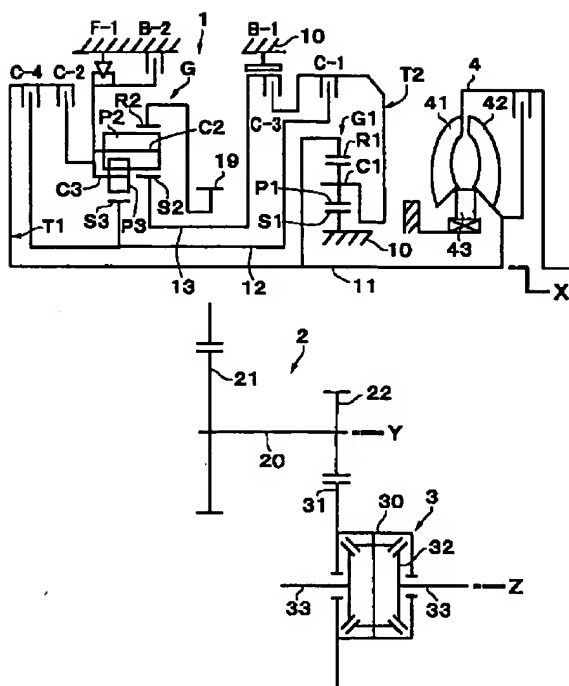 F-1 B-2 1 B-1 10
C-4 C-2 G C-1 T2 4
R2 C-3 41 42
P2 C2 G1
19 R1
C1
C3 S2 P1
S3 P3 S1
T1 10 43
13 12 11 X
2
21 22
20 Y
31 30 3
32
33 33 Z